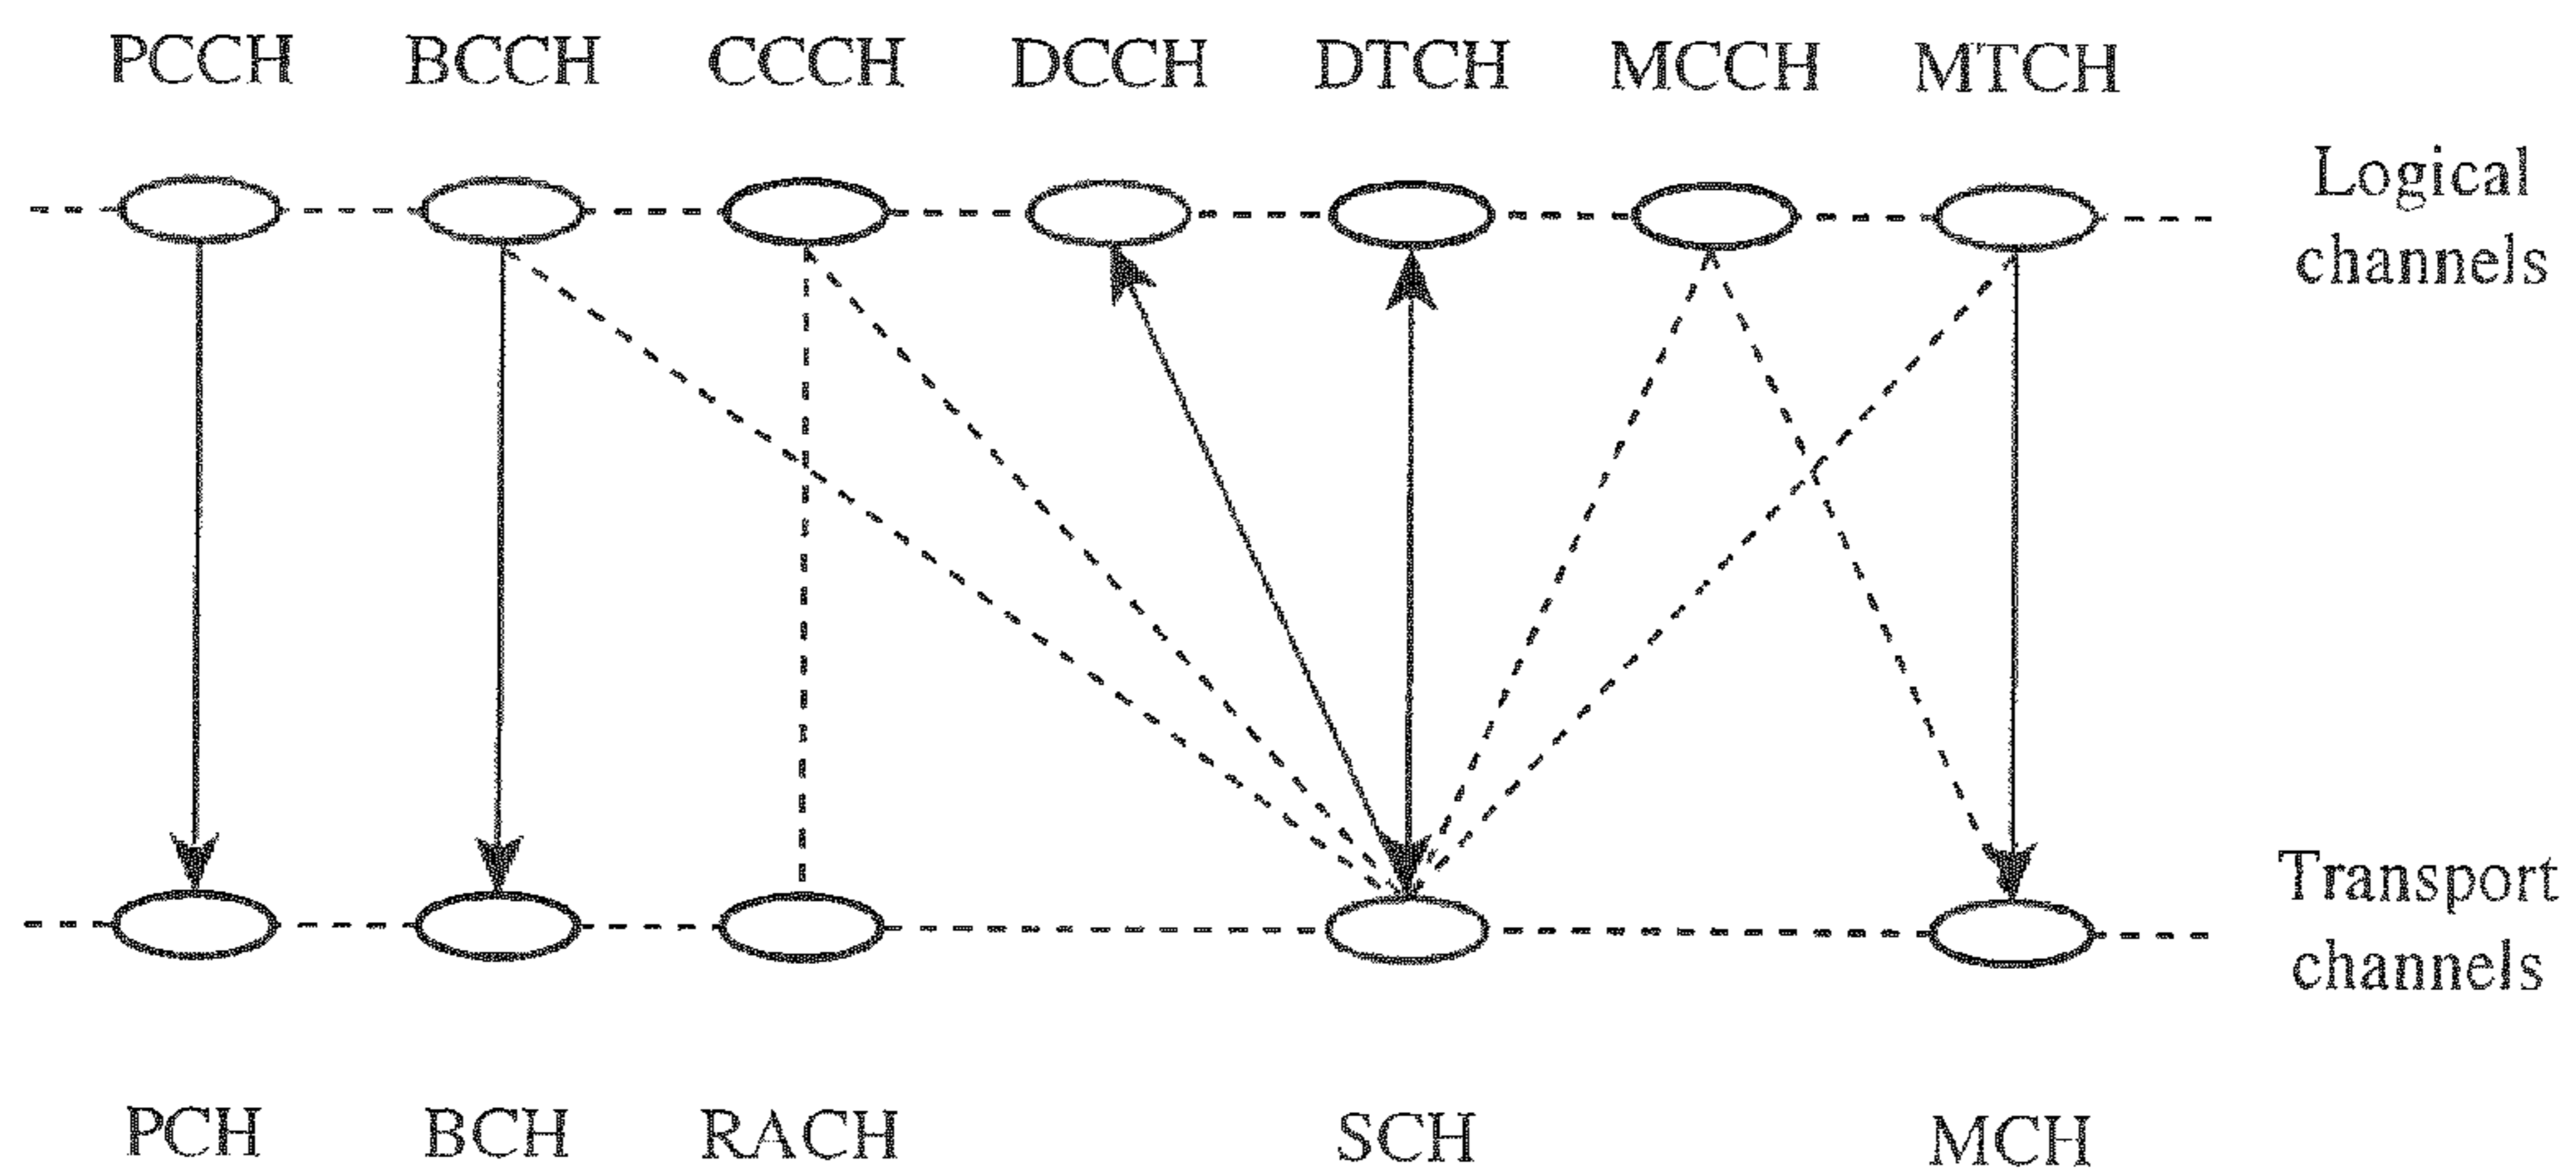 PCCH BCCH CCCH DCCH DTCH MCCH MTCH
Logical
channels
Transport
channels
PCH BCH RACH SCH MCH